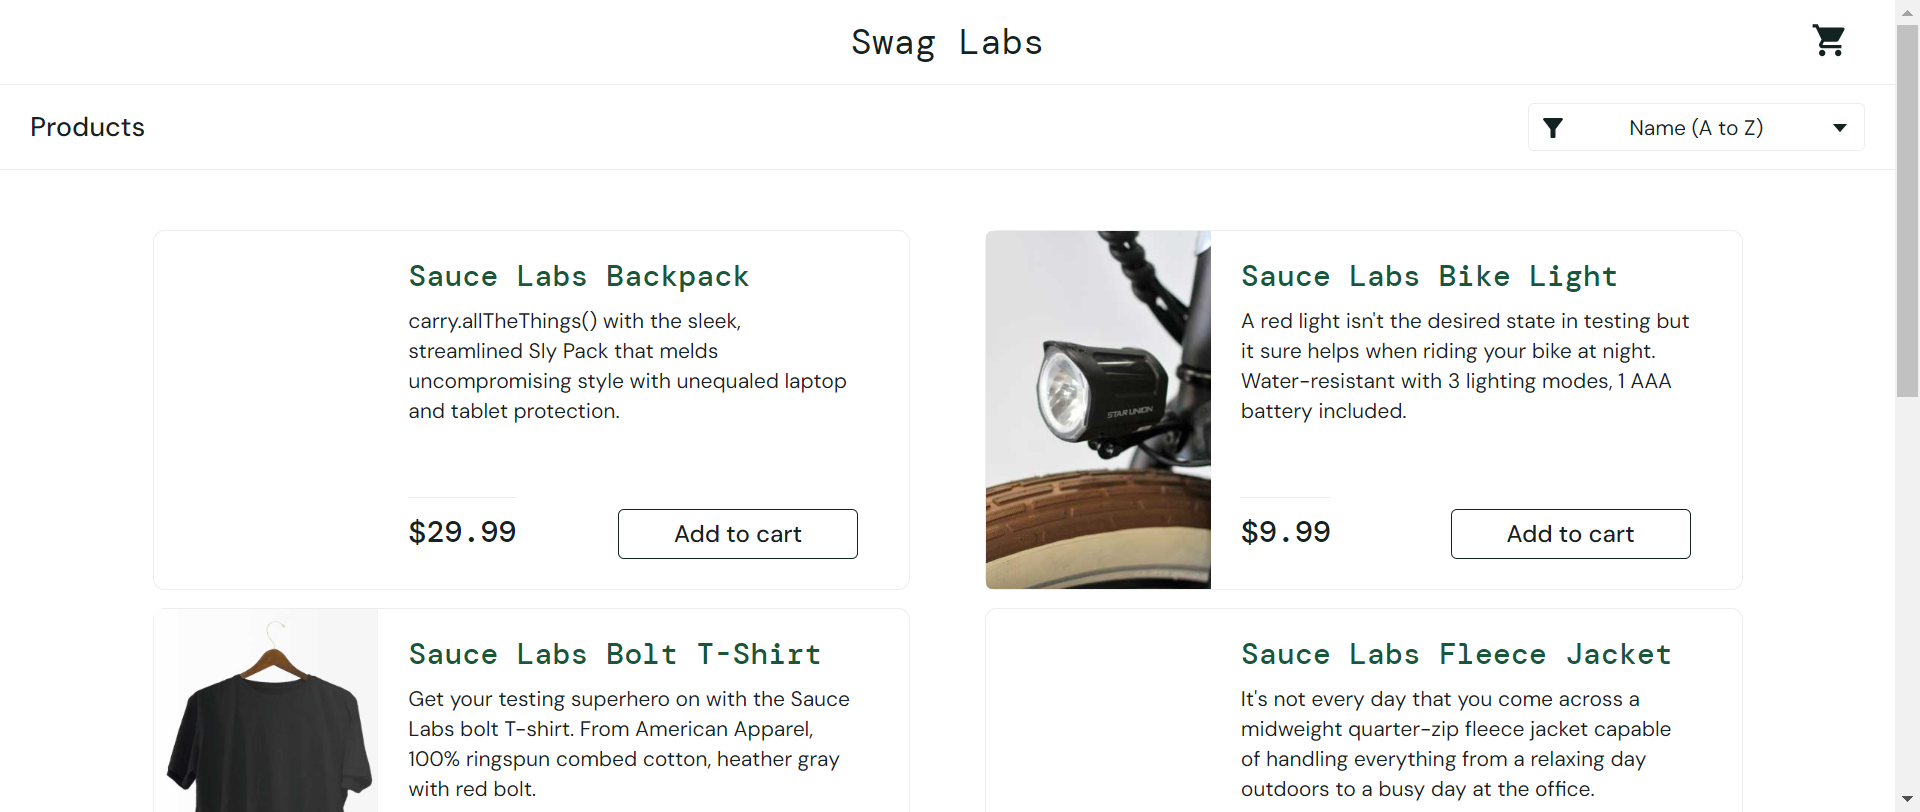 Swag Labs
Products
Name (A to Z)
Sauce Labs Backpack
carry.allTheThings() with the sleek,
streamlined Sly Pack that melds
uncompromising style with unequaled laptop
and tablet protection.
$29.99
Add to cart
STAR UNION
Sauce Labs Bike Light
A red light isn't the desired state in testing but
it sure helps when riding your bike at night.
Water-resistant with 3 lighting modes, 1 AAA
battery included.
$9.99
Add to cart
Sauce Labs Bolt T-Shirt
Get your testing superhero on with the Sauce
Labs bolt T-shirt. From American Apparel,
100% ringspun combed cotton, heather gray
with red bolt.
Sauce Labs Fleece Jacket
It's not every day that you come across a
midweight quarter-zip fleece jacket capable
of handling everything from a relaxing day
outdoors to a busy day at the office.